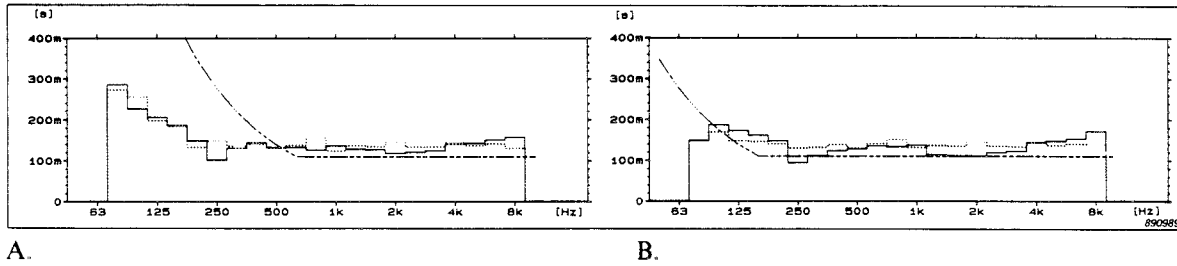 [s] [s]
400m 400m
300m 300m
200m 200m
100m 100m
0 0
63 125 250 500 1k 2k 4k 8k [Hz] 63 125 250 500 1k 2k 4k 8k [Hz]
890989
A. B.